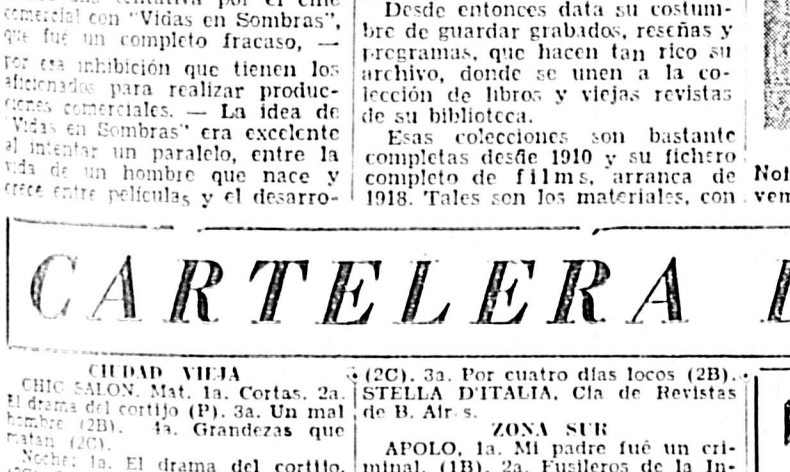 comercial con "Vidas en Sombras",
que fué un completo fracaso, —
por esa inhibición que tienen los
aficionados para realizar produc-
ciones comerciales. — La idea de
"Vidas en Sombras" era excelente
al intentar un paralelo, entre la
vida de un hombre que nace y
crece entre películas y el desarro-
Desde entonces data su costum-
bre de guardar grabados, reseñas y
programas, que hacen tan rico su
archivo, donde se unen a la co-
lección de libros y viejas revistas
de su biblioteca.
Esas colecciones son bastante
completas desde 1910 y su fichero
completo de films, arranca de
1918. Tales son los materiales, con
CARTELERA
CIUDAD VIEJA
CHIC SALON. Mat. 1a. Cortas. 2a.
El drama del cortijo (P). 3a. Un mal
hombre (2B). 4a. Grandezas que
matan (2C).
Noche: 1a. El drama del cortijo.
(2C). 3a. Por cuatro días locos (2B).
STELLA D'ITALIA, Cia de Revistas
de B. Air s.
ZONA SUR
APOLO, 1a. Mi padre fué un cri-
minal. (1B). 2a. Fusileros de la In-